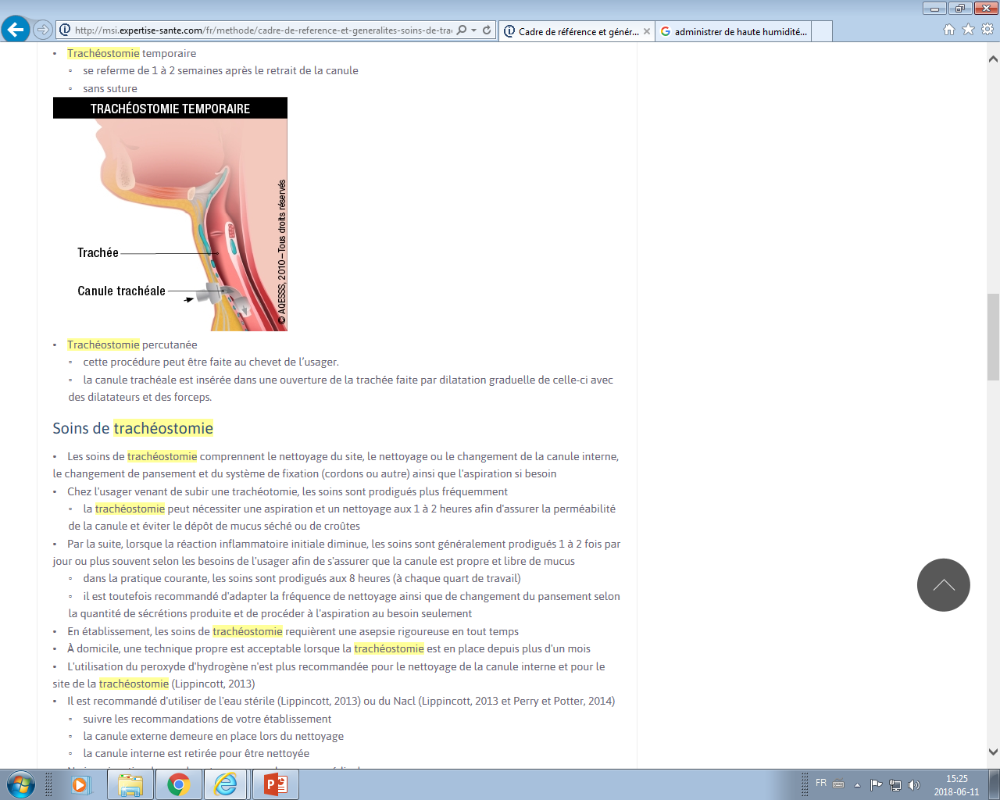 http://msi.expertise-sante.com/fr/methode/cadre-de-reference-et-generalites-soins-de-tra
Cadre de référence et génér...
administrer de haute humidité...
• Trachéostomie temporaire
▫ se referme de 1 à 2 semaines après le retrait de la canule
▫ sans suture
TRACHÉOSTOMIE TEMPORAIRE
Trachée
Canule trachéale
© AQESSS, 2010 – Tous droits réservés
• Trachéostomie percutanée
▫ cette procédure peut être faite au chevet de l’usager.
▫ la canule trachéale est insérée dans une ouverture de la trachée faite par dilatation graduelle de celle-ci avec
des dilatateurs et des forceps.
Soins de trachéostomie
• Les soins de trachéostomie comprennent le nettoyage du site, le nettoyage ou le changement de la canule interne,
le changement de pansement et du système de fixation (cordons ou autre) ainsi que l'aspiration si besoin
• Chez l'usager venant de subir une trachéotomie, les soins sont prodigués plus fréquemment
▫ la trachéostomie peut nécessiter une aspiration et un nettoyage aux 1 à 2 heures afin d'assurer la perméabilité
de la canule et éviter le dépôt de mucus séché ou de croûtes
• Par la suite, lorsque la réaction inflammatoire initiale diminue, les soins sont généralement prodigués 1 à 2 fois par
jour ou plus souvent selon les besoins de l'usager afin de s'assurer que la canule est propre et libre de mucus
▫ dans la pratique courante, les soins sont prodigués aux 8 heures (à chaque quart de travail)
▫ il est toutefois recommandé d'adapter la fréquence de nettoyage ainsi que de changement du pansement selon
la quantité de sécrétions produite et de procéder à l'aspiration au besoin seulement
• En établissement, les soins de trachéostomie requièrent une asepsie rigoureuse en tout temps
• À domicile, une technique propre est acceptable lorsque la trachéostomie est en place depuis plus d'un mois
• L'utilisation du peroxyde d'hydrogène n'est plus recommandée pour le nettoyage de la canule interne et pour le
site de la trachéostomie (Lippincott, 2013)
• Il est recommandé d'utiliser de l'eau stérile (Lippincott, 2013) ou du Nacl (Lippincott, 2013 et Perry et Potter, 2014)
▫ suivre les recommandations de votre établissement
▫ la canule externe demeure en place lors du nettoyage
▫ la canule interne est retirée pour être nettoyée
FR
15:25
2018-06-11